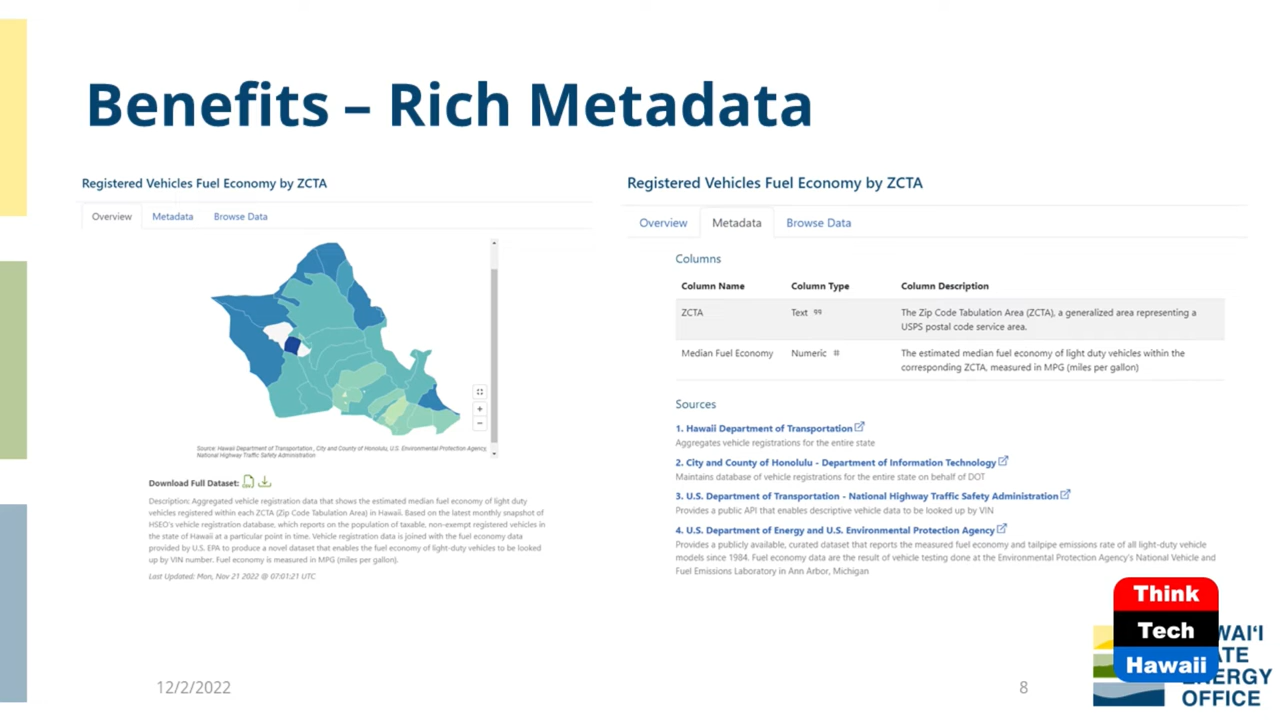 Benefits – Rich Metadata
Registered Vehicles Fuel Economy by ZCTA
Overview Metadata Browse Data
Source: Hawaii Department of Transportation , City and County of Honolulu, U.S. Environmental Protection Agency,
National Highway Traffic Safety Administration
Download Full Dataset:
Description: Aggregated vehicle registration data that shows the estimated median fuel economy of light duty
vehicles registered within each ZCTA (Zip Code Tabulation Area) in Hawaii. Based on the latest monthly snapshot of
HSEO's vehicle registration database, which reports on the population of taxable, non-exempt registered vehicles in
the state of Hawaii at a particular point in time. Vehicle registration data is joined with the fuel economy data
provided by U.S. EPA to produce a novel dataset that enables the fuel economy of light-duty vehicles to be looked
up by VIN number. Fuel economy is measured in MPG (miles per gallon).
Last Updated: Mon, Nov 21 2022 @ 07:01:21 UTC
Registered Vehicles Fuel Economy by ZCTA
Overview Metadata Browse Data
Columns
Column Name Column Type Column Description
ZCTA Text The Zip Code Tabulation Area (ZCTA), a generalized area representing a
USPS postal code service area.
Median Fuel Economy Numeric # The estimated median fuel economy of light duty vehicles within the
corresponding ZCTA, measured in MPG (miles per gallon)
Sources
1. Hawaii Department of Transportation
Aggregates vehicle registrations for the entire state
2. City and County of Honolulu - Department of Information Technology
Maintains database of vehicle registrations for the entire state on behalf of DOT
3. U.S. Department of Transportation - National Highway Traffic Safety Administration
Provides a public API that enables descriptive vehicle data to be looked up by VIN
4. U.S. Department of Energy and U.S. Environmental Protection Agency
Provides a publicly available, curated dataset that reports the measured fuel economy and tailpipe emissions rate of all light-duty vehicle
models since 1984. Fuel economy data are the result of vehicle testing done at the Environmental Protection Agency's National Vehicle and
Fuel Emissions Laboratory in Ann Arbor, Michigan
12/2/2022
8
Think
Tech
Hawaii
WAIʻI
ATE
NERGY
OFFICE